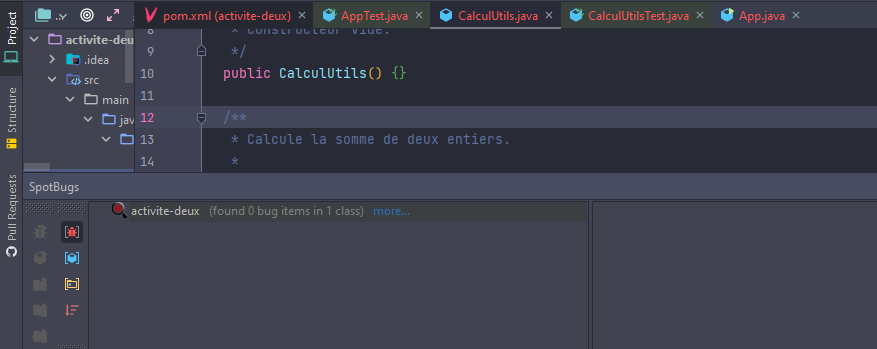 Project
Structure
Pull Requests
..
pom.xml (activite-deux)
AppTest.java
CalculUtils.java
CalculUtilsTest.java
App.java
activite-deu
.idea
src
main
jav
8 * Constructeur vide.
9 */
10 public CalculUtils() {}
11
12 /**
13 * Calcule la somme de deux entiers.
14 *
SpotBugs
activite-deux (found 0 bug items in 1 class) more...